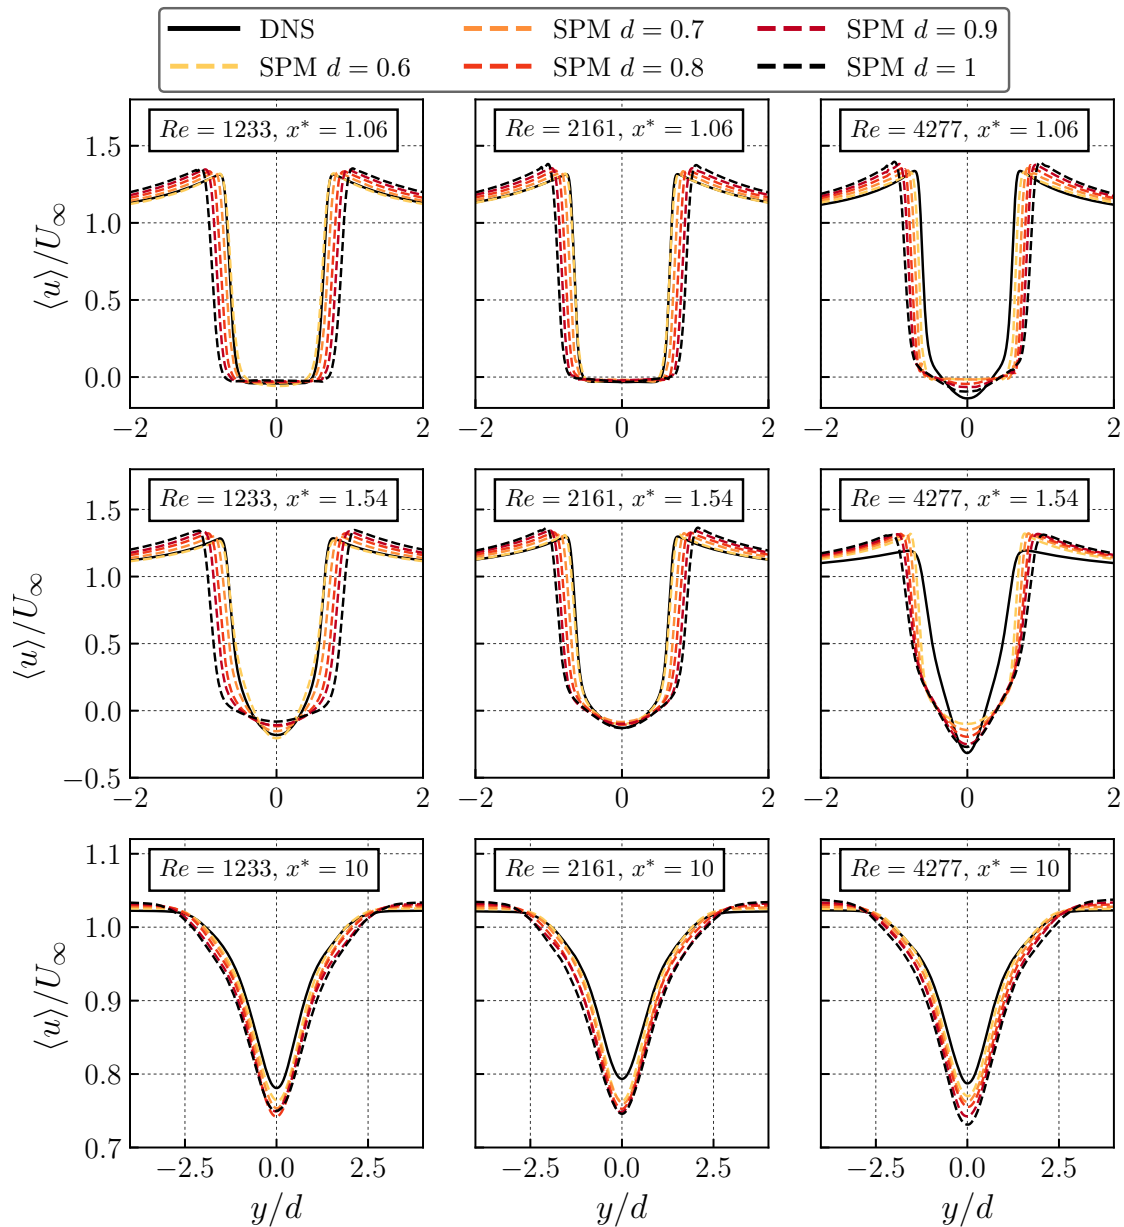 DNS SPM d = 0.7 SPM d = 0.9
SPM d = 0.6 SPM d = 0.8 SPM d = 1
Re = 1233, x* = 1.06 Re = 2161, x* = 1.06 Re = 4277, x* = 1.06
1.5
1.0
0.5
0.0
⟨u⟩/U∞
−2 0 2 −2 0 2 −2 0 2
Re = 1233, x* = 1.54 Re = 2161, x* = 1.54 Re = 4277, x* = 1.54
1.5
1.0
0.5
0.0
−0.5
⟨u⟩/U∞
−2 0 2 −2 0 2 −2 0 2
Re = 1233, x* = 10 Re = 2161, x* = 10 Re = 4277, x* = 10
1.1
1.0
0.9
0.8
0.7
⟨u⟩/U∞
−2.5 0.0 2.5 −2.5 0.0 2.5 −2.5 0.0 2.5
y/d y/d y/d